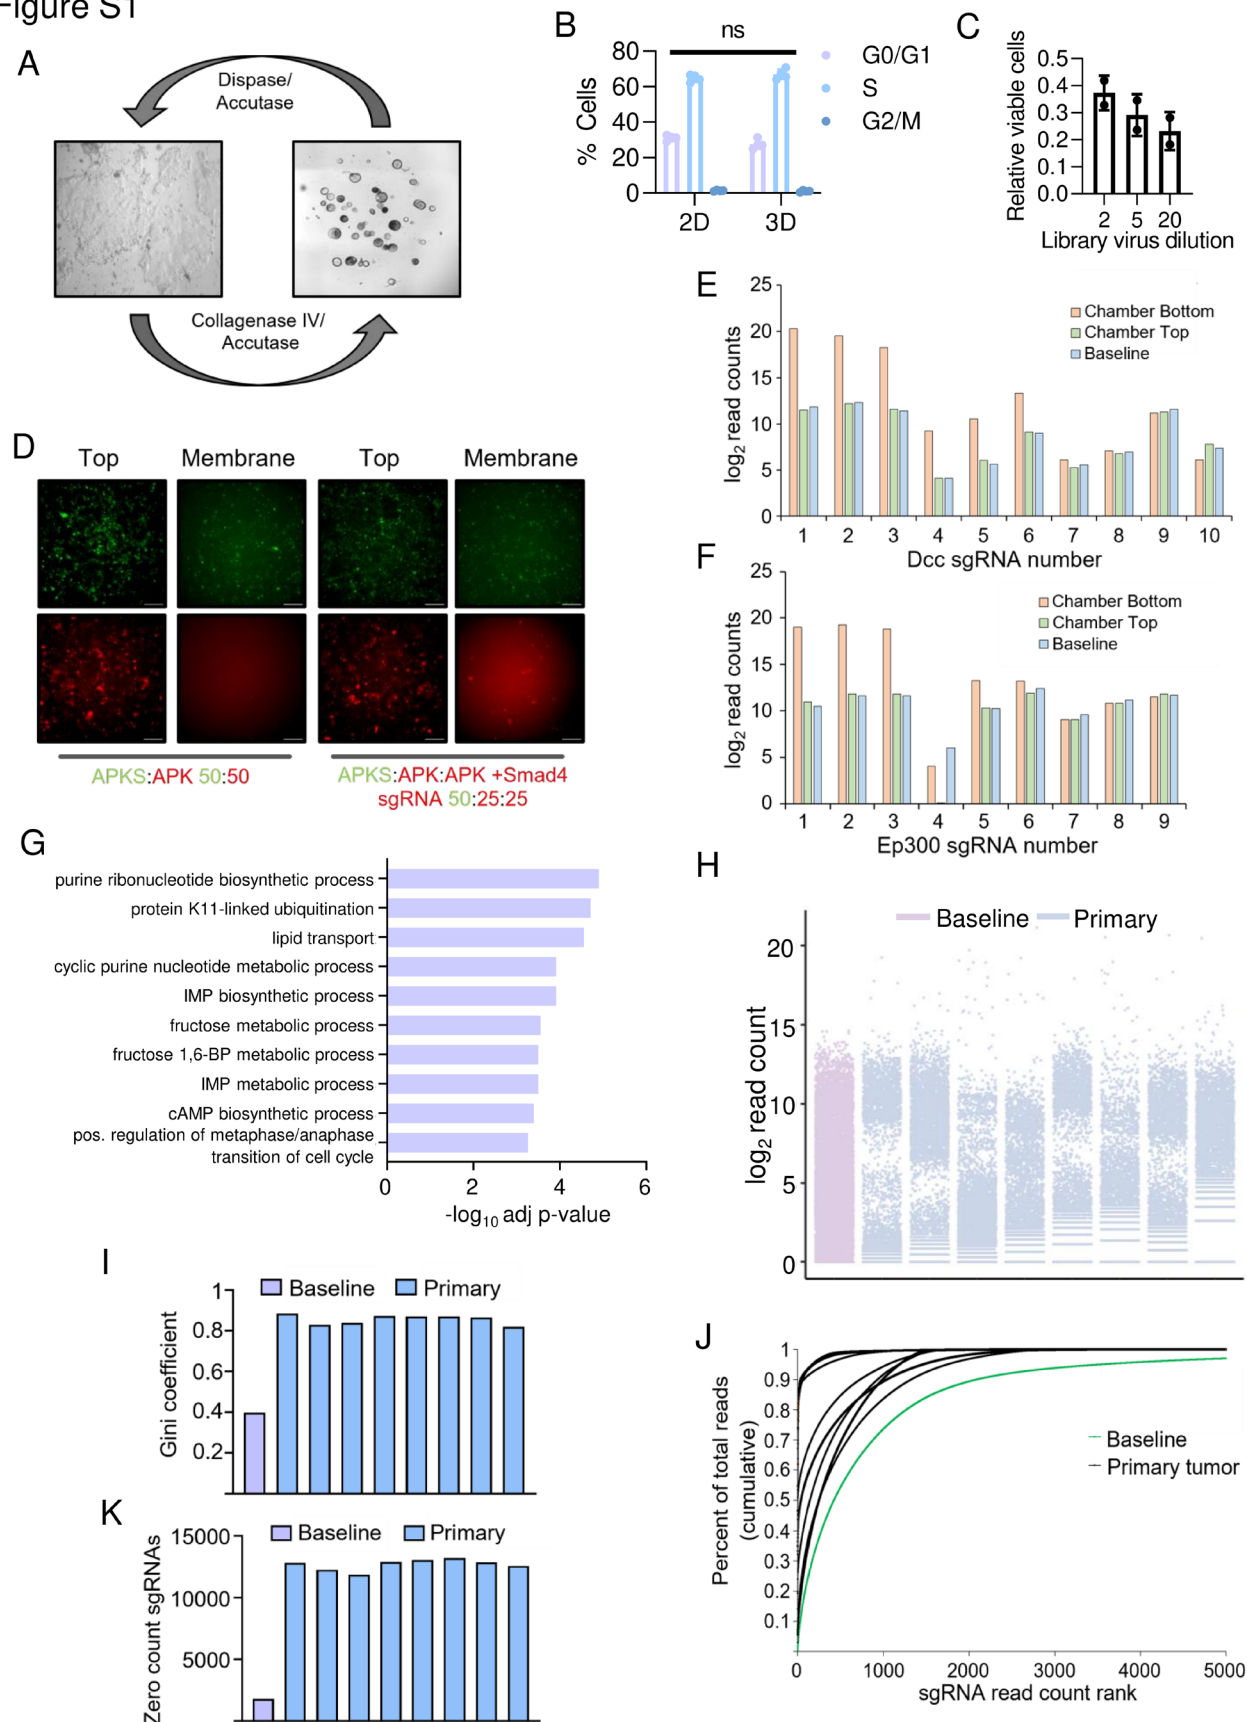 Figure S1
A
Dispase/
Accutase
Collagenase IV/
Accutase
B
ns
% Cells
80
60
40
20
0
2D
3D
G0/G1
S
G2/M
C
Relative viable cells
0.5
0.4
0.3
0.2
0.1
0.0
2
5
20
Library virus dilution
D
Top
Membrane
Top
Membrane
APKS:APK 50:50
APKS:APK:APK +Smad4
sgRNA 50:25:25
E
log2 read counts
25
20
15
10
5
0
Chamber Bottom
Chamber Top
Baseline
1 2 3 4 5 6 7 8 9 10
Dcc sgRNA number
F
log2 read counts
25
20
15
10
5
0
Chamber Bottom
Chamber Top
Baseline
1 2 3 4 5 6 7 8 9
Ep300 sgRNA number
G
purine ribonucleotide biosynthetic process
protein K11-linked ubiquitination
lipid transport
cyclic purine nucleotide metabolic process
IMP biosynthetic process
fructose metabolic process
fructose 1,6-BP metabolic process
IMP metabolic process
cAMP biosynthetic process
pos. regulation of metaphase/anaphase
transition of cell cycle
0 2 4 6
-log10 adj p-value
H
Baseline
Primary
log2 read count
20
15
10
5
0
I
Baseline
Primary
Gini coefficient
1
0.8
0.6
0.4
0.2
J
Percent of total reads
(cumulative)
1
0.9
0.8
0.7
0.6
0.5
0.4
0.3
0.2
0.1
Baseline
Primary tumor
0 1000 2000 3000 4000 5000
sgRNA read count rank
K
Baseline
Primary
Zero count sgRNAs
15000
10000
5000